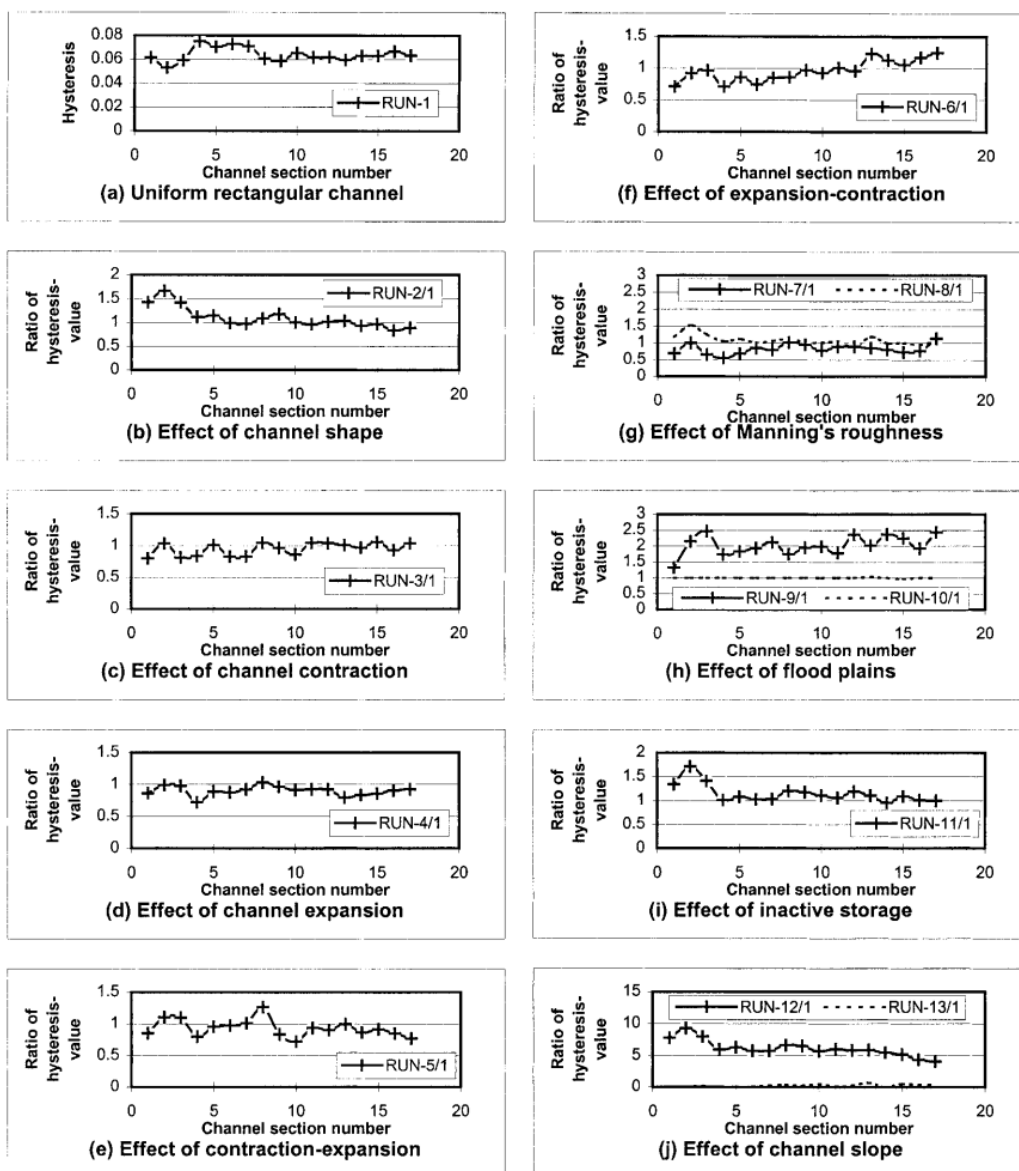 0.08
0.06
0.04
0.02
0
Hysteresis
RUN-1
0 5 10 15 20
Channel section number
(a) Uniform rectangular channel
2
1.5
1
0.5
0
Ratio of
hysteresis-
value
RUN-2/1
0 5 10 15 20
Channel section number
(b) Effect of channel shape
1.5
1
0.5
0
Ratio of
hysteresis-
value
RUN-3/1
0 5 10 15 20
Channel section number
(c) Effect of channel contraction
1.5
1
0.5
0
Ratio of
hysteresis-
value
RUN-4/1
0 5 10 15 20
Channel section number
(d) Effect of channel expansion
1.5
1
0.5
0
Ratio of
hysteresis-
value
RUN-5/1
0 5 10 15 20
Channel section number
(e) Effect of contraction-expansion
1.5
1
0.5
0
Ratio of
hysteresis-
value
RUN-6/1
0 5 10 15 20
Channel section number
(f) Effect of expansion-contraction
3
2.5
2
1.5
1
0.5
0
Ratio of
hysteresis-
value
RUN-7/1 RUN-8/1
0 5 10 15 20
Channel section number
(g) Effect of Manning's roughness
3
2.5
2
1.5
1
0.5
0
Ratio of
hysteresis-
value
RUN-9/1 RUN-10/1
0 5 10 15 20
Channel section number
(h) Effect of flood plains
2
1.5
1
0.5
0
Ratio of
hysteresis-
value
RUN-11/1
0 5 10 15 20
Channel section number
(i) Effect of inactive storage
15
10
5
0
Ratio of
hysteresis-
value
RUN-12/1 RUN-13/1
0 5 10 15 20
Channel section number
(j) Effect of channel slope